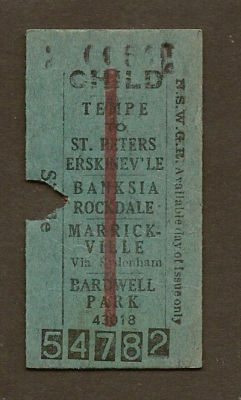 CHILD
TEMPE
to
ST. PETERS
ERSKINEV'LE
BANKSIA
ROCKDALE
MARRICK-
VILLE
Via Sydenham
BARDWELL
PARK
43018
54782
N.S.W.G.R. Available day of issue only